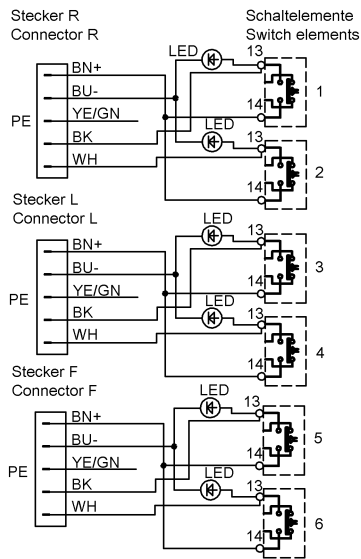 Stecker R
Connector R
Schaltelemente
Switch elements
LED
13
BN+
BU-
1
YE/GN
14
PE
LED
13
BK
WH
2
14
Stecker L
Connector L
LED
13
BN+
BU-
3
14
YE/GN
PE
LED
13
BK
WH
4
14
Stecker F
Connector F
LED
13
BN+
BU-
5
14
YE/GN
PE
LED
13
BK
WH
6
14